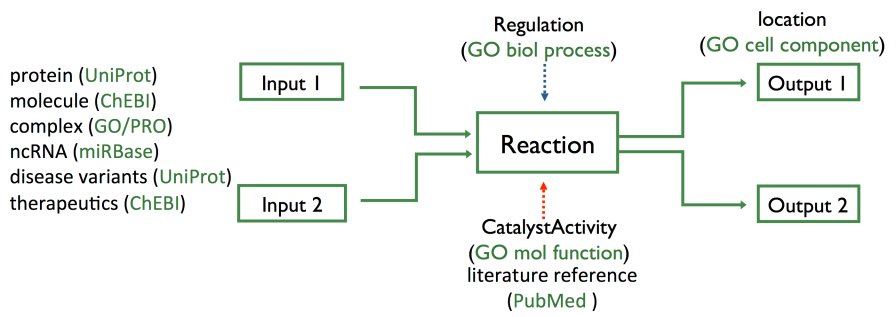 Regulation
(GO biol process)
location
(GO cell component)
protein (UniProt)
molecule (ChEBI)
complex (GO/PRO)
ncRNA (miRBase)
disease variants (UniProt)
therapeutics (ChEBI)
Input 1
Input 2
Reaction
Output 1
Output 2
CatalystActivity
(GO mol function)
literature reference
(PubMed )